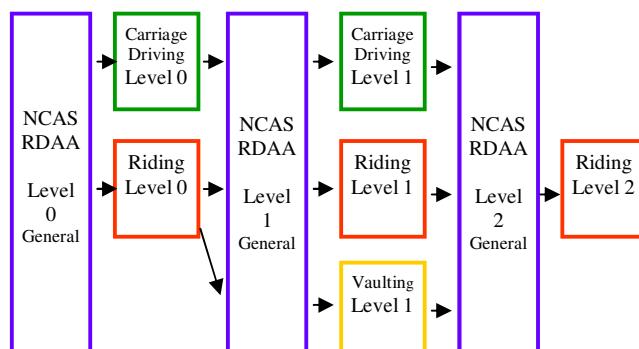 NCAS
RDAA
Level
0
General
Carriage
Driving
Level 0
Riding
Level 0
NCAS
RDAA
Level
1
General
Carriage
Driving
Level 1
Riding
Level 1
Vaulting
Level 1
NCAS
RDAA
Level
2
General
Riding
Level 2